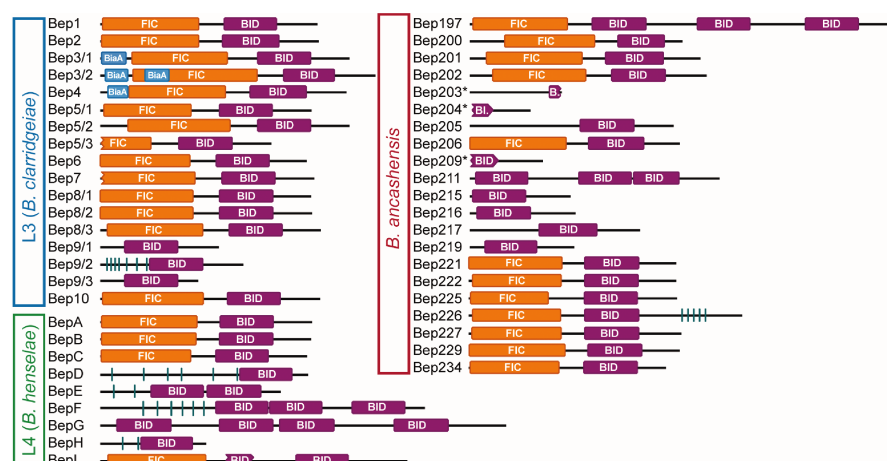 L3 (B. clarridgeiae)
Bep1 FIC BID
Bep2 FIC BID
Bep3/1 BiaA FIC BID
Bep3/2 BiaA BiaA FIC BID
Bep4 BiaA FIC BID
Bep5/1 FIC BID
Bep5/2 FIC BID
Bep5/3 FIC BID
Bep6 FIC BID
Bep7 FIC BID
Bep8/1 FIC BID
Bep8/2 FIC BID
Bep8/3 FIC BID
Bep9/1 BID
Bep9/2 BID
Bep9/3 BID
Bep10 FIC BID
L4 (B. henselae)
BepA FIC BID
BepB FIC BID
BepC FIC BID
BepD BID
BepE BID BID
BepF BID BID BID
BepG BID BID BID BID
BepH BID
BepI FIC BID BID
B. ancashensis
Bep197 FIC BID BID BID
Bep200 FIC BID
Bep201 FIC BID
Bep202 FIC BID
Bep203* B.
Bep204* BI.
Bep205 BID
Bep206 FIC BID
Bep209* BID
Bep211 BID BID BID
Bep215 BID
Bep216 BID
Bep217 BID
Bep219 BID
Bep221 FIC BID
Bep222 FIC BID
Bep225 FIC BID
Bep226 FIC BID
Bep227 FIC BID
Bep229 FIC BID
Bep234 FIC BID